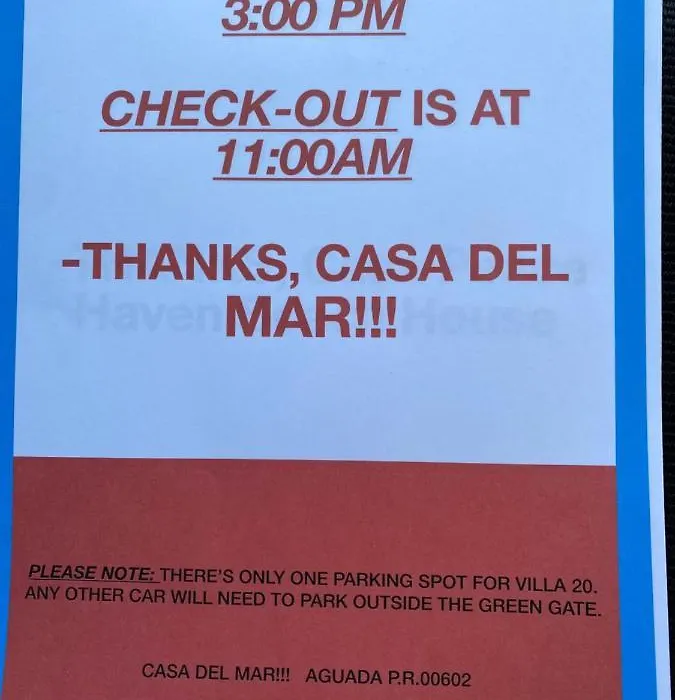 3:00 PM
CHECK-OUT IS AT
11:00AM
-THANKS, CASA DEL
MAR!!!
Haven House
PLEASE NOTE: THERE'S ONLY ONE PARKING SPOT FOR VILLA 20.
ANY OTHER CAR WILL NEED TO PARK OUTSIDE THE GREEN GATE.
CASA DEL MAR!!! AGUADA P.R.00602